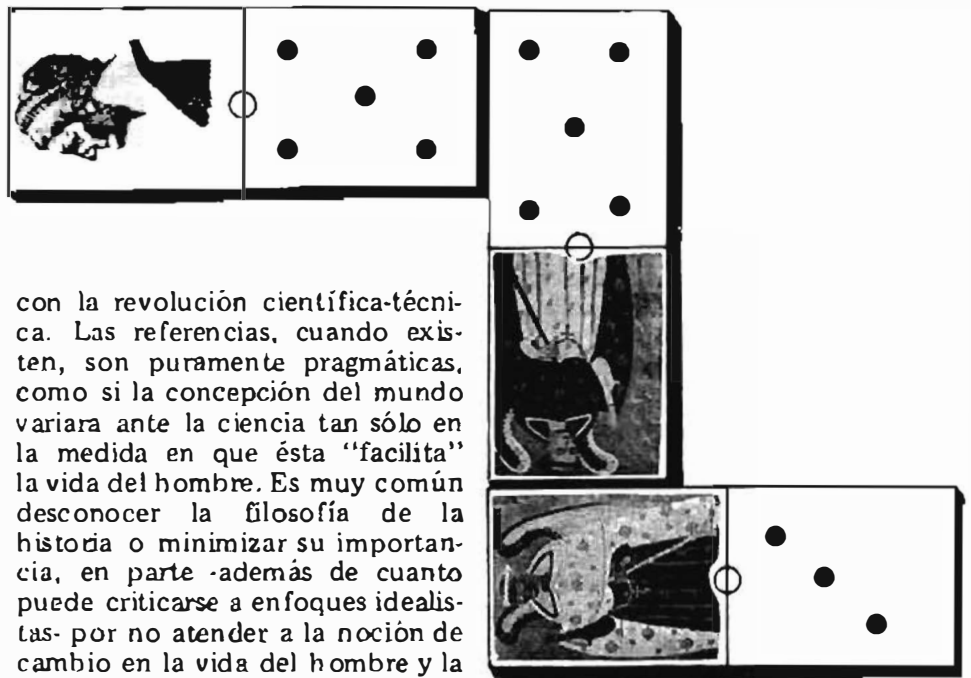 con la revolución científica-técni-
ca. Las referencias, cuando exis-
ten, son puramente pragmáticas,
como si la concepción del mundo
variara ante la ciencia tan sólo en
la medida en que ésta "facilita"
la vida del hombre. Es muy común
desconocer la filosofía de la
historia o minimizar su importan-
cia, en parte -además de cuanto
puede criticarse a enfoques idealis-
tas- por no atender a la noción de
cambio en la vida del hombre y la